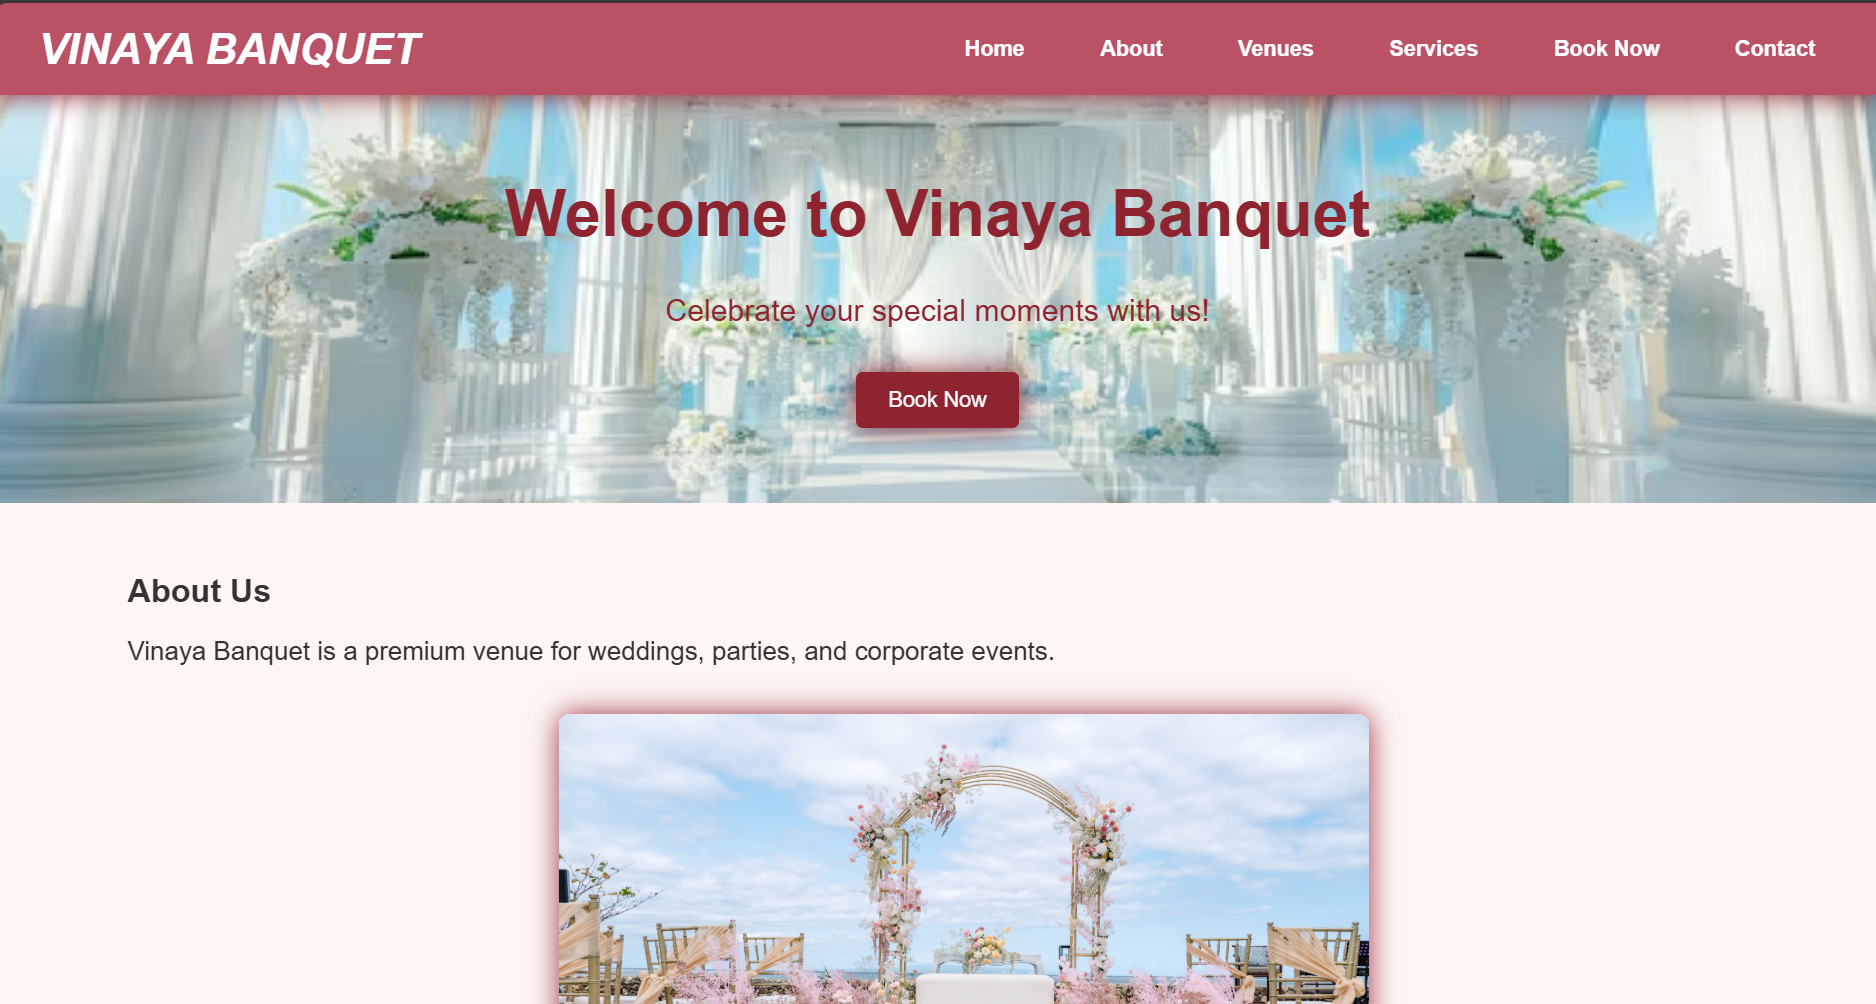 VINAYA BANQUET
Home About Venues Services Book Now Contact
Welcome to Vinaya Banquet
Celebrate your special moments with us!
Book Now
About Us
Vinaya Banquet is a premium venue for weddings, parties, and corporate events.